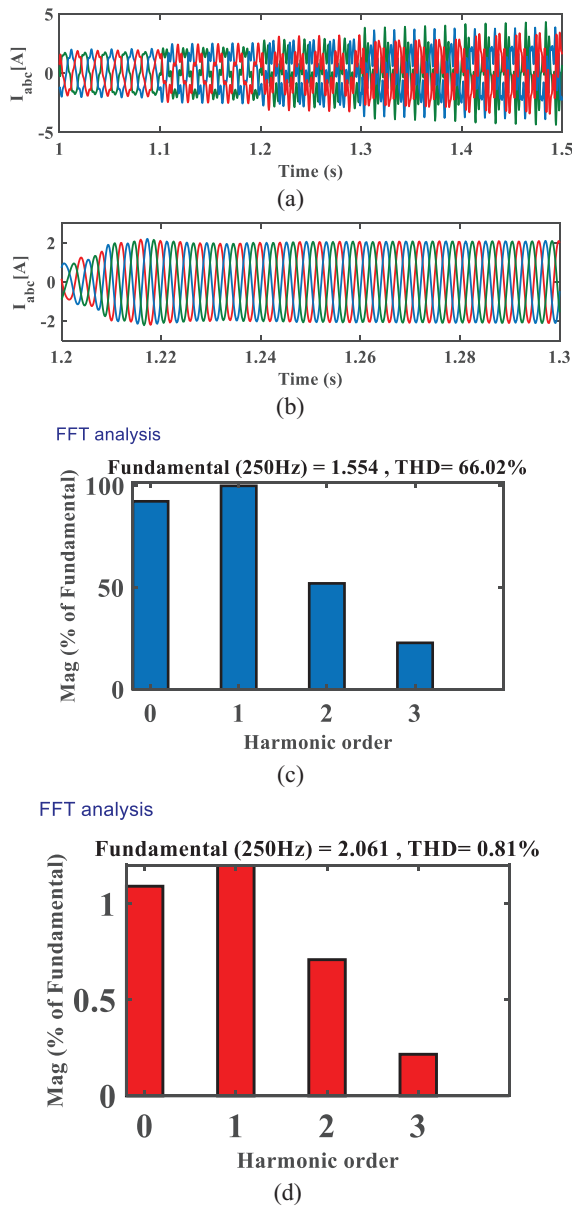 5
0
-5
I_abc[A]
1 1.1 1.2 1.3 1.4 1.5
Time (s)
(a)
2
0
-2
I_abc[A]
1.2 1.22 1.24 1.26 1.28 1.3
Time (s)
(b)
FFT analysis
Fundamental (250Hz) = 1.554 , THD= 66.02%
100
50
0
Mag (% of Fundamental)
0 1 2 3
Harmonic order
(c)
FFT analysis
Fundamental (250Hz) = 2.061 , THD= 0.81%
1
0.5
0
Mag (% of Fundamental)
0 1 2 3
Harmonic order
(d)